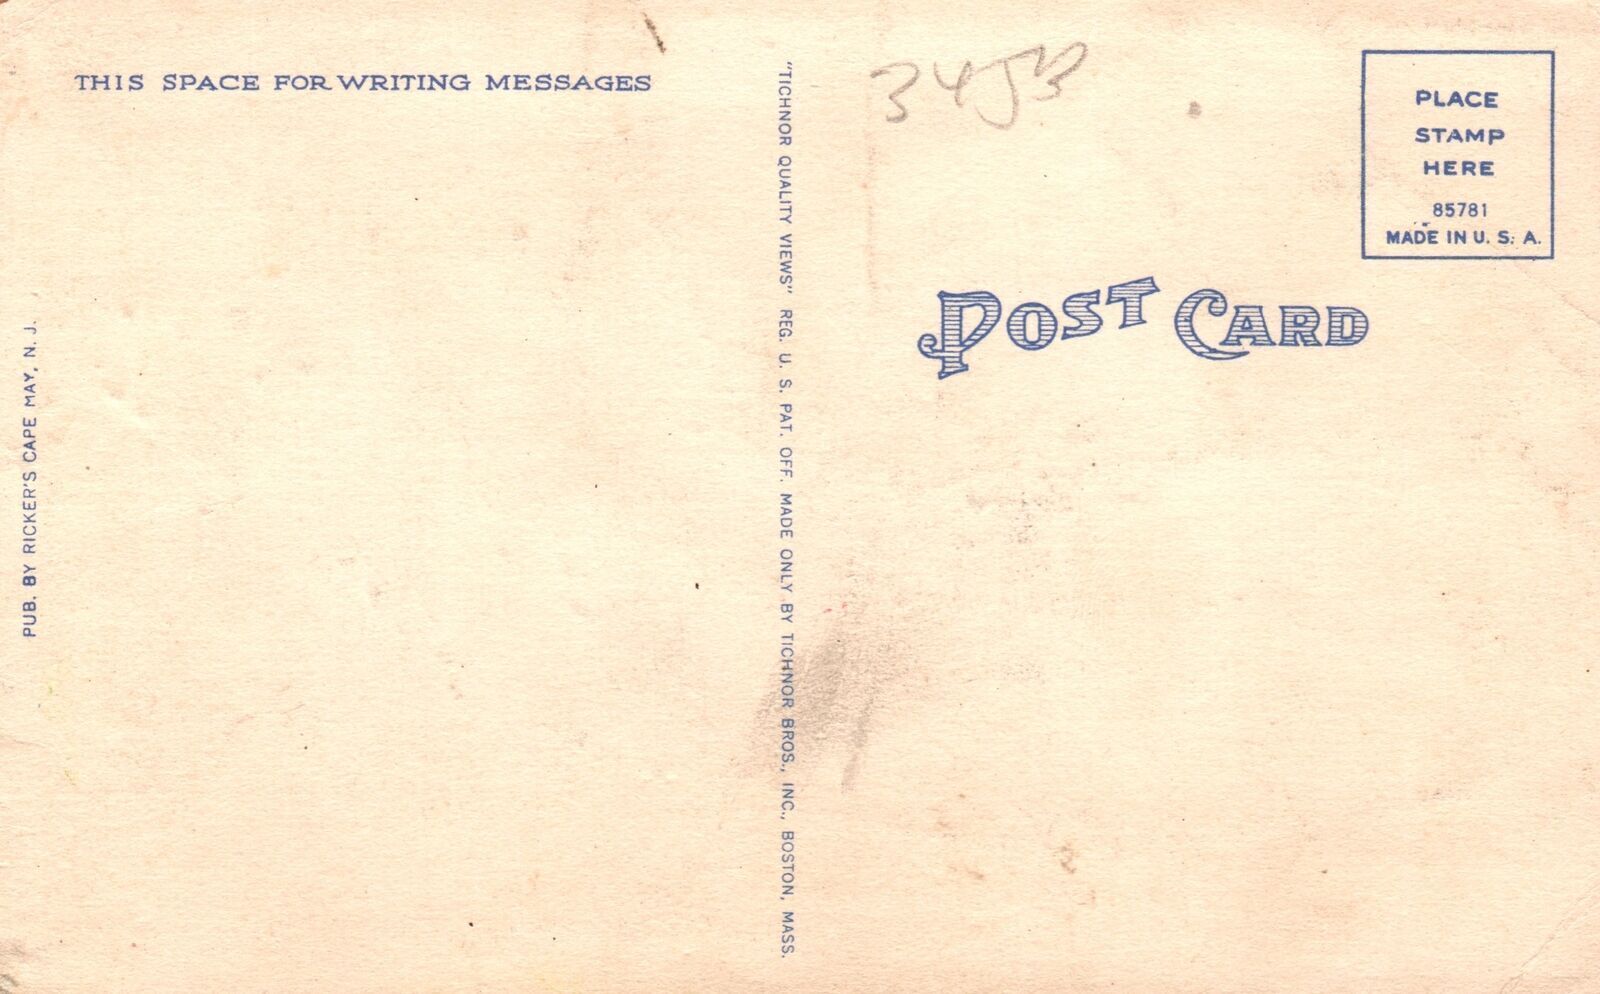 THIS SPACE FOR WRITING MESSAGES
PUB. BY RICKER'S CAPE MAY, N. J.
"TICHNOR QUALITY VIEWS" REG. U. S. PAT. OFF. MADE ONLY BY TICHNOR BROS., INC., BOSTON, MASS.
PLACE
STAMP
HERE
85781
MADE IN U. S. A.
POST CARD